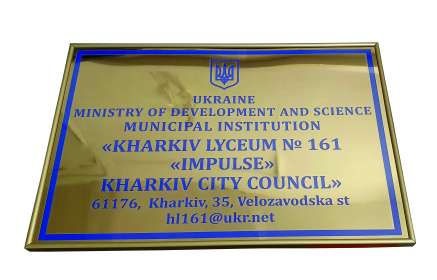 UKRAINE
MINISTRY OF DEVELOPMENT AND SCIENCE
MUNICIPAL INSTITUTION
«KHARKIV LYCEUM № 161
«IMPULSE»
KHARKIV CITY COUNCIL»
61176, Kharkiv, 35, Velozavodska st
hl161@ukr.net